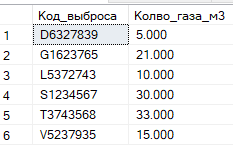 Код_выброса Колво_газа_м3
1 D6327839 5.000
2 G1623765 21.000
3 L5372743 10.000
4 S1234567 30.000
5 T3743568 33.000
6 V5237935 15.000